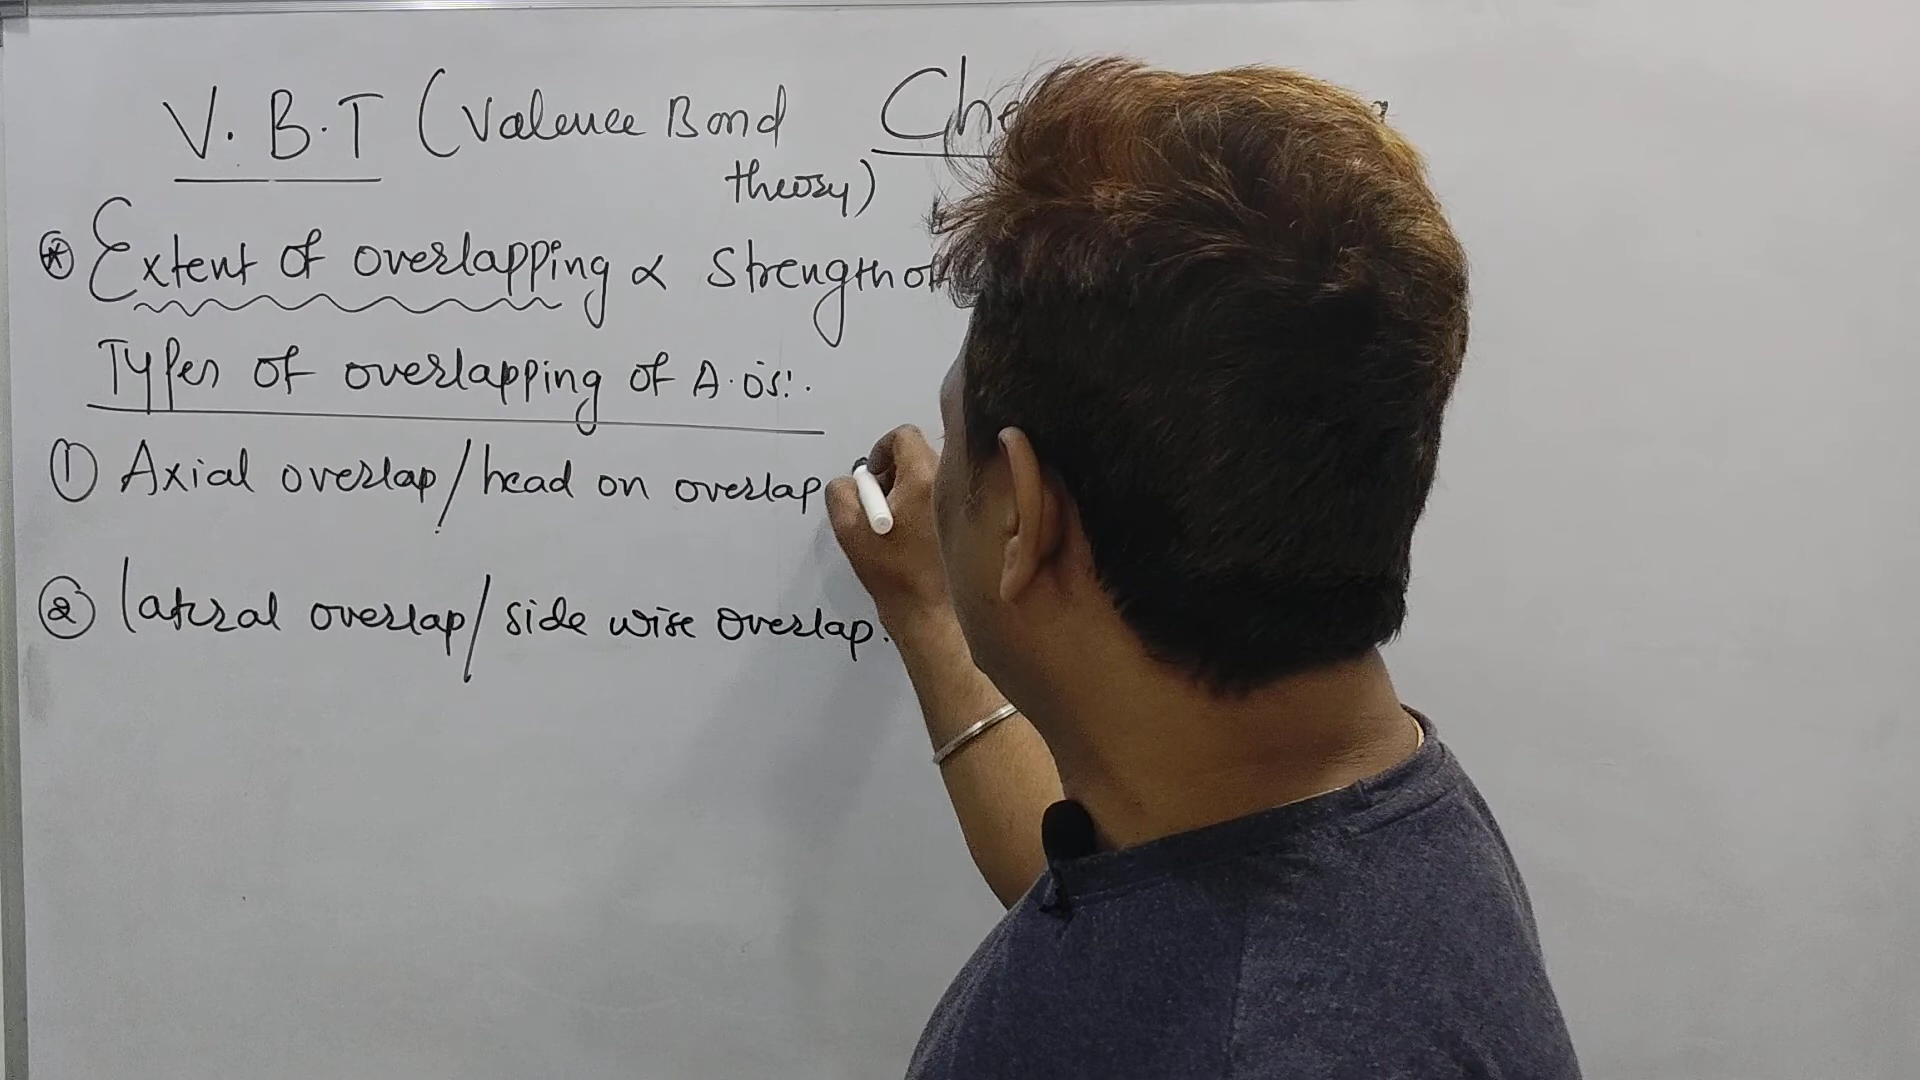 V. B. T (Valence Bond theory)
⊛ Extent of overlapping ∝ Strength of
Types of overlapping of A.O's:.
① Axial overlap/head on overlap
② lateral overlap/side wise overlap.